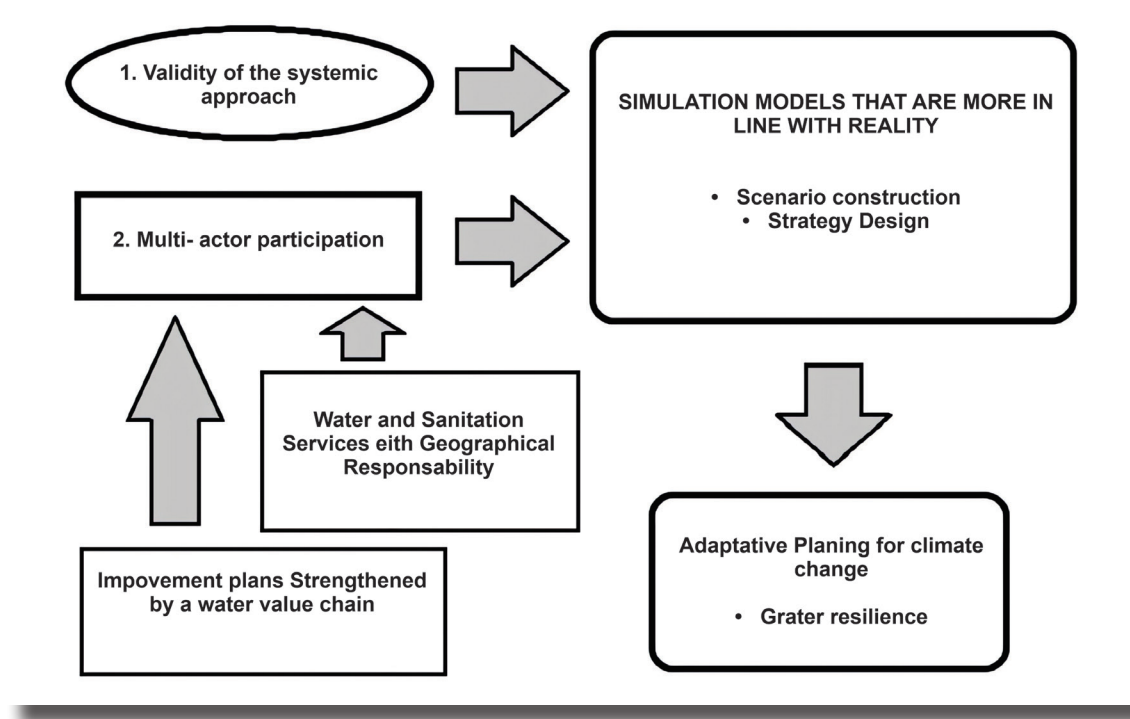 1. Validity of the systemic
approach
SIMULATION MODELS THAT ARE MORE IN
LINE WITH REALITY
• Scenario construction
• Strategy Design
2. Multi- actor participation
Water and Sanitation
Services eith Geographical
Responsability
Impovement plans Strengthened
by a water value chain
Adaptative Planing for climate
change
• Grater resilience